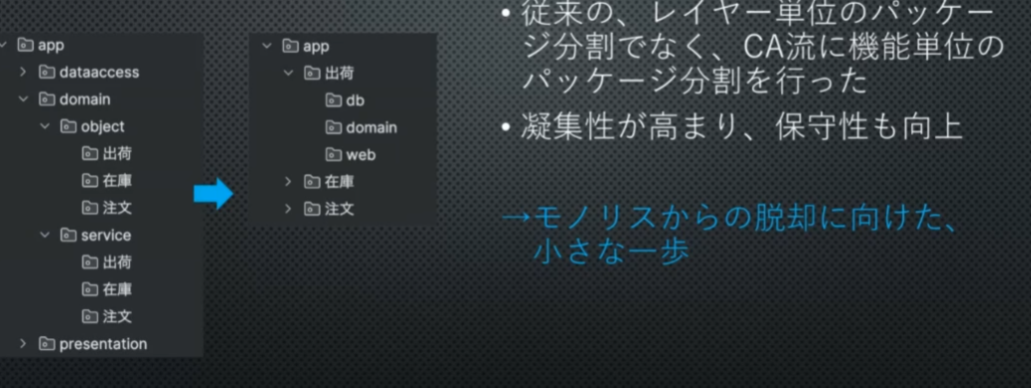 app
dataaccess
domain
object
出荷
在庫
注文
service
出荷
在庫
注文
presentation
app
出荷
db
domain
web
在庫
注文
• 従来の、レイヤー単位のパッケー
ジ分割でなく、CA流に機能単位の
パッケージ分割を行った
• 凝集性が高まり、保守性も向上
→モノリスからの脱却に向けた、
小さな一歩